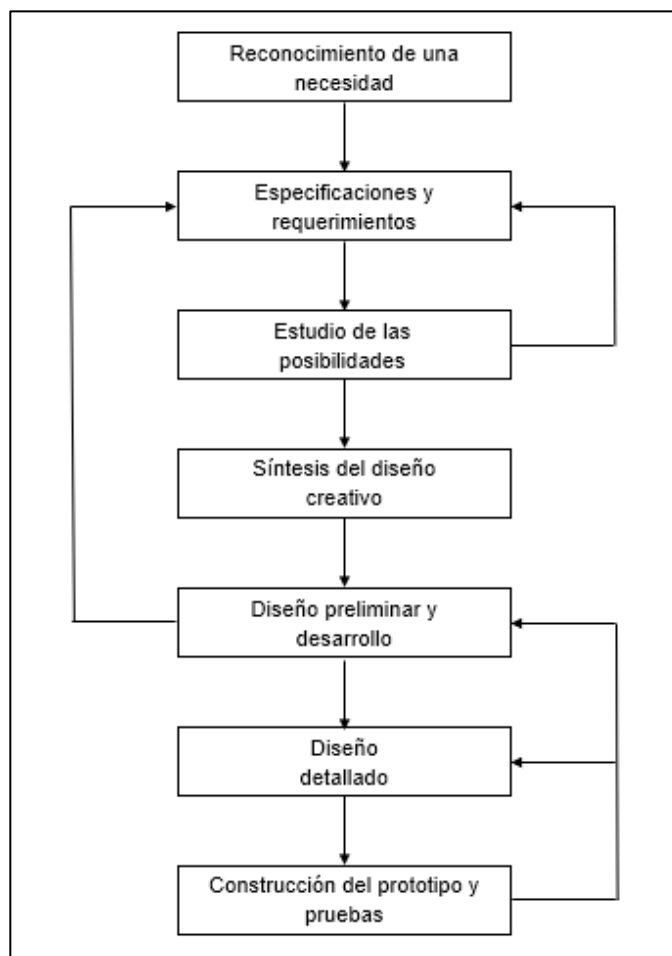 Reconocimiento de una
necesidad
Especificaciones y
requerimientos
Estudio de las
posibilidades
Síntesis del diseño
creativo
Diseño preliminar y
desarrollo
Diseño
detallado
Construcción del prototipo y
pruebas